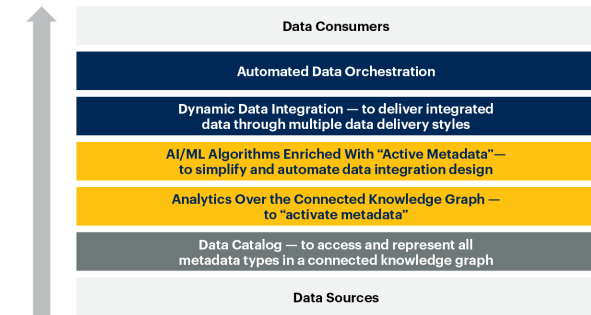 Data Consumers
Automated Data Orchestration
Dynamic Data Integration — to deliver integrated
data through multiple data delivery styles
AI/ML Algorithms Enriched With “Active Metadata”—
to simplify and automate data integration design
Analytics Over the Connected Knowledge Graph —
to “activate metadata”
Data Catalog — to access and represent all
metadata types in a connected knowledge graph
Data Sources